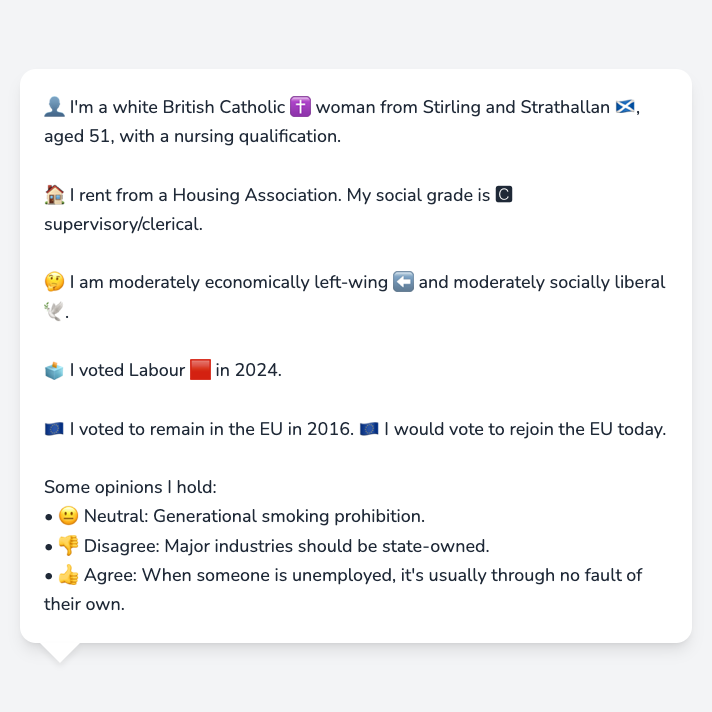 👤 I'm a white British Catholic ✝️ woman from Stirling and Strathallan 🏴󠁧󠁢󠁳󠁣󠁴󠁿,
aged 51, with a nursing qualification.
🏠 I rent from a Housing Association. My social grade is 🅲
supervisory/clerical.
🤔 I am moderately economically left-wing ⬅️ and moderately socially liberal
🕊️.
🗳️ I voted Labour 🟥 in 2024.
🇪🇺 I voted to remain in the EU in 2016. 🇪🇺 I would vote to rejoin the EU today.
Some opinions I hold:
• 😐 Neutral: Generational smoking prohibition.
• 👎 Disagree: Major industries should be state-owned.
• 👍 Agree: When someone is unemployed, it's usually through no fault of
their own.